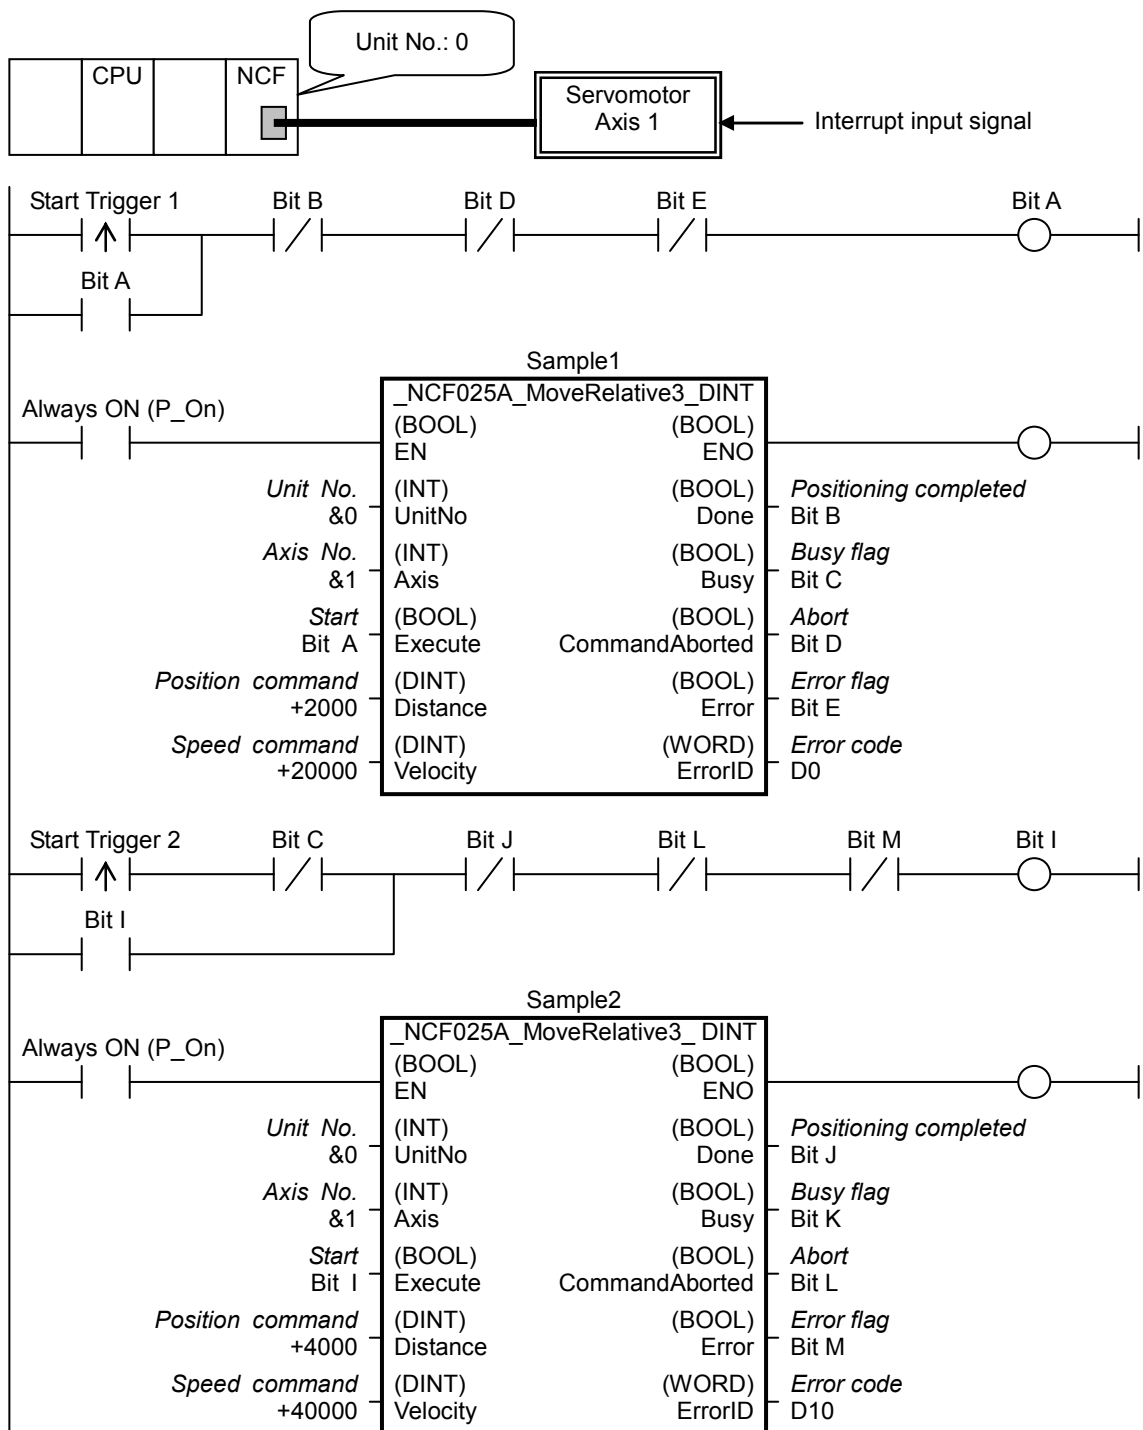 Unit No.: 0
CPU NCF
Servomotor
Axis 1
Interrupt input signal
Start Trigger 1 Bit B Bit D Bit E Bit A
Bit A
Sample1
_NCF025A_MoveRelative3_DINT
Always ON (P_On)
(BOOL) (BOOL)
EN ENO
Unit No. (INT) (BOOL) Positioning completed
&0 UnitNo Done Bit B
Axis No. (INT) (BOOL) Busy flag
&1 Axis Busy Bit C
Start (BOOL) (BOOL) Abort
Bit A Execute CommandAborted Bit D
Position command (DINT) (BOOL) Error flag
+2000 Distance Error Bit E
Speed command (DINT) (WORD) Error code
+20000 Velocity ErrorID D0
Start Trigger 2 Bit C Bit J Bit L Bit M Bit I
Bit I
Sample2
_NCF025A_MoveRelative3_ DINT
Always ON (P_On)
(BOOL) (BOOL)
EN ENO
Unit No. (INT) (BOOL) Positioning completed
&0 UnitNo Done Bit J
Axis No. (INT) (BOOL) Busy flag
&1 Axis Busy Bit K
Start (BOOL) (BOOL) Abort
Bit I Execute CommandAborted Bit L
Position command (DINT) (BOOL) Error flag
+4000 Distance Error Bit M
Speed command (DINT) (WORD) Error code
+40000 Velocity ErrorID D10